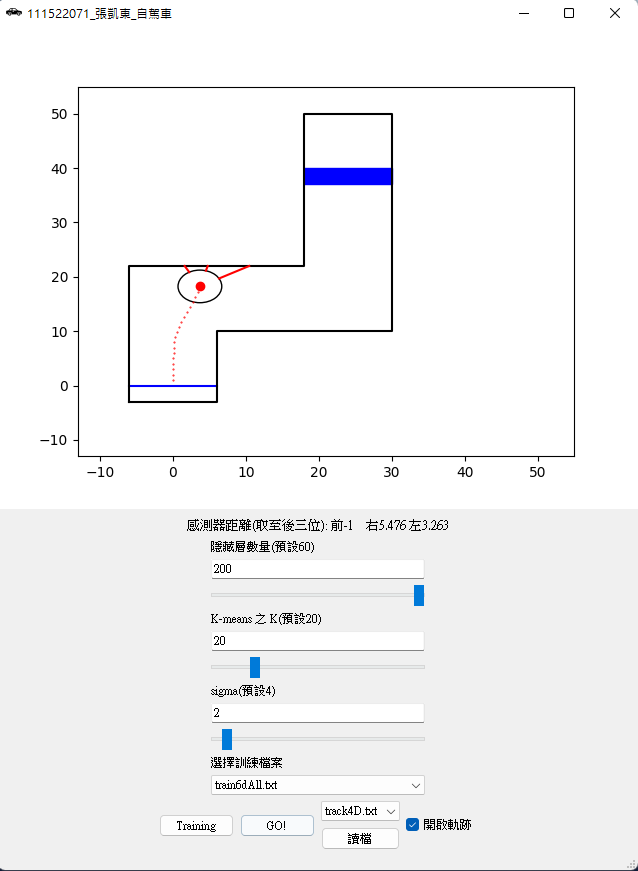 111522071_張凱東_自駕車
50
40
30
20
10
0
−10
−10 0 10 20 30 40 50
感測器距離(取至後三位): 前-1 右5.476 左3.263
隱藏層數量(預設60)
200
K-means 之 K(預設20)
20
sigma(預設4)
2
選擇訓練檔案
train6dAll.txt
Training GO! track4D.txt 開啟軌跡
讀檔